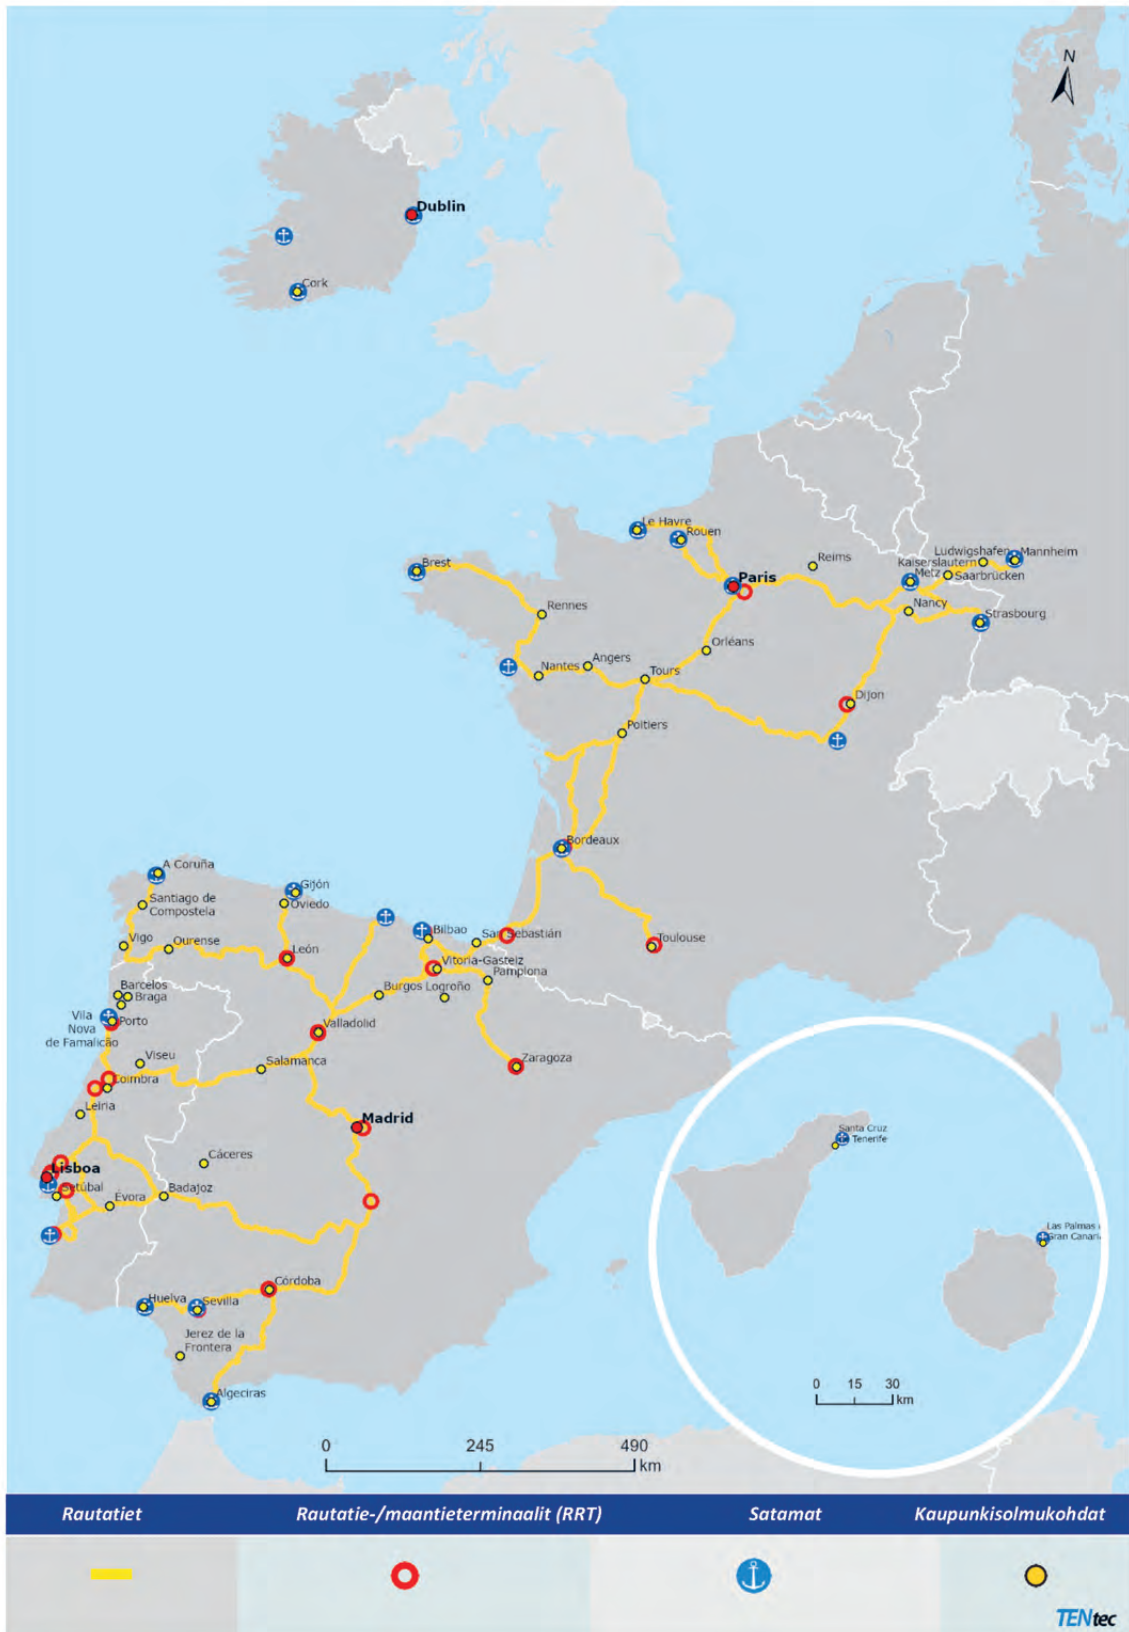 N
Dublin
Cork
Le Havre
Rouen
Brest
Paris
Reims
Ludwigshafen
Mannheim
Kaiserslautern
Metz
Saarbrücken
Rennes
Nancy
Strasbourg
Orléans
Angers
Nantes
Tours
Dijon
Poitiers
Bordeaux
A Coruña
Gijón
Santiago de
Compostela
Oviedo
Bilbao
San Sebastián
Toulouse
Vigo
Ourense
León
Vitoria-Gasteiz
Pamplona
Barcelos
Braga
Burgos
Logroño
Vila
Nova
de Famalicão
Porto
Valladolid
Viseu
Salamanca
Zaragoza
Coimbra
Leiria
Madrid
Santa Cruz
Tenerife
Cáceres
Lisboa
Setúbal
Évora
Badajoz
Las Palmas
Gran Canaria
Córdoba
Huelva
Sevilla
Jerez de la
Frontera
Algeciras
0 15 30
km
0 245 490
km
Rautatiet Rautatie-/maantieterminaalit (RRT) Satamat Kaupunkisolmukohdat
TENtec